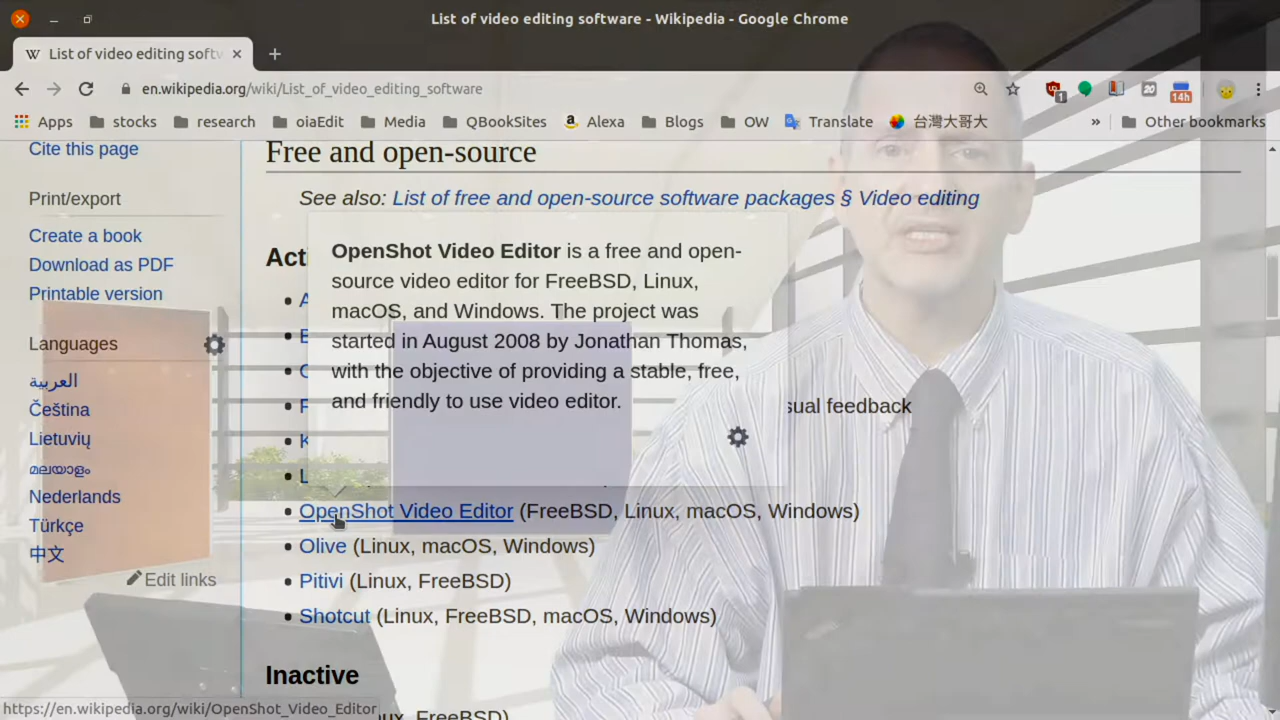 List of video editing software - Wikipedia - Google Chrome
W List of video editing softw
en.wikipedia.org/wiki/List_of_video_editing_software
1 20 14h
Apps stocks research oiaEdit Media QBookSites Alexa Blogs OW Translate 台灣大哥大 » Other bookmarks
Cite this page
Print/export
Create a book
Download as PDF
Printable version
Languages
العربية
Čeština
Lietuvių
മലയാളം
Nederlands
Türkçe
中文
Edit links
Free and open-source
See also: List of free and open-source software packages § Video editing
Acti
OpenShot Video Editor is a free and open-
source video editor for FreeBSD, Linux,
macOS, and Windows. The project was
started in August 2008 by Jonathan Thomas,
with the objective of providing a stable, free,
and friendly to use video editor.
sual feedback
OpenShot Video Editor (FreeBSD, Linux, macOS, Windows)
Olive (Linux, macOS, Windows)
Pitivi (Linux, FreeBSD)
Shotcut (Linux, FreeBSD, macOS, Windows)
Inactive
ux, FreeBSD)
https://en.wikipedia.org/wiki/OpenShot_Video_Editor